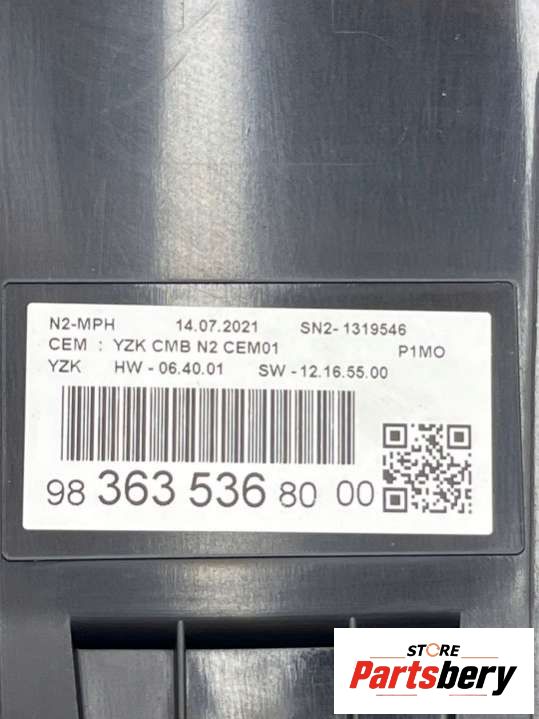 N2-MPH 14.07.2021 SN2- 1319546
CEM : YZK CMB N2 CEM01 P1MO
YZK HW - 06.40.01 SW - 12.16.55.00
98 363 536 80 00
STORE
Partsbery